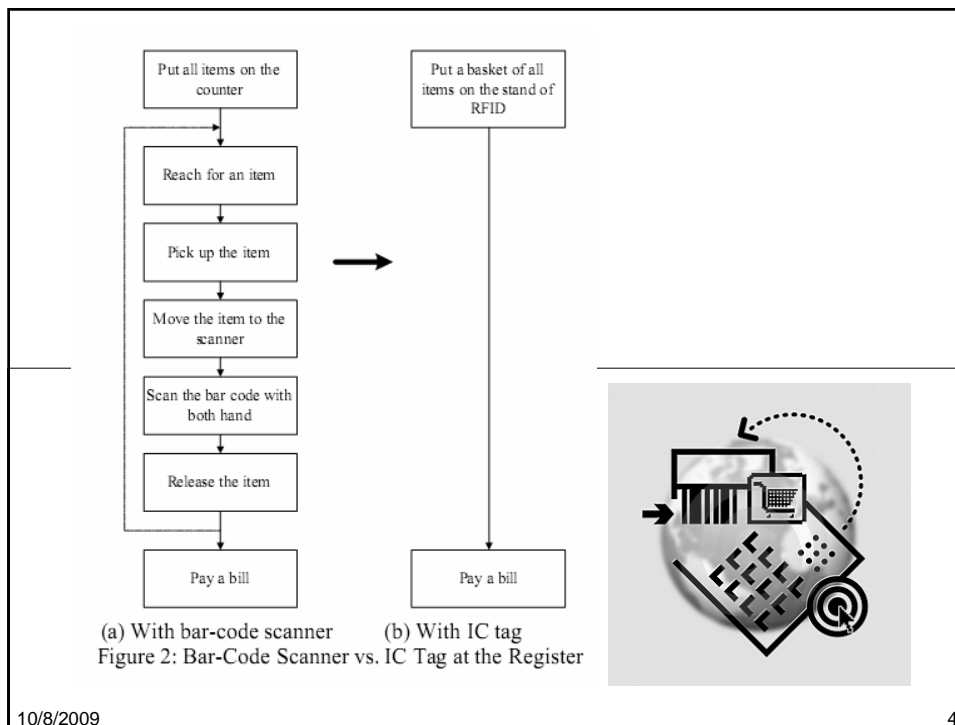 Put all items on the
counter
Reach for an item
Pick up the item
Move the item to the
scanner
Scan the bar code with
both hand
Release the item
Pay a bill
Put a basket of all
items on the stand of
RFID
Pay a bill
(a) With bar-code scanner
(b) With IC tag
Figure 2: Bar-Code Scanner vs. IC Tag at the Register
10/8/2009
4